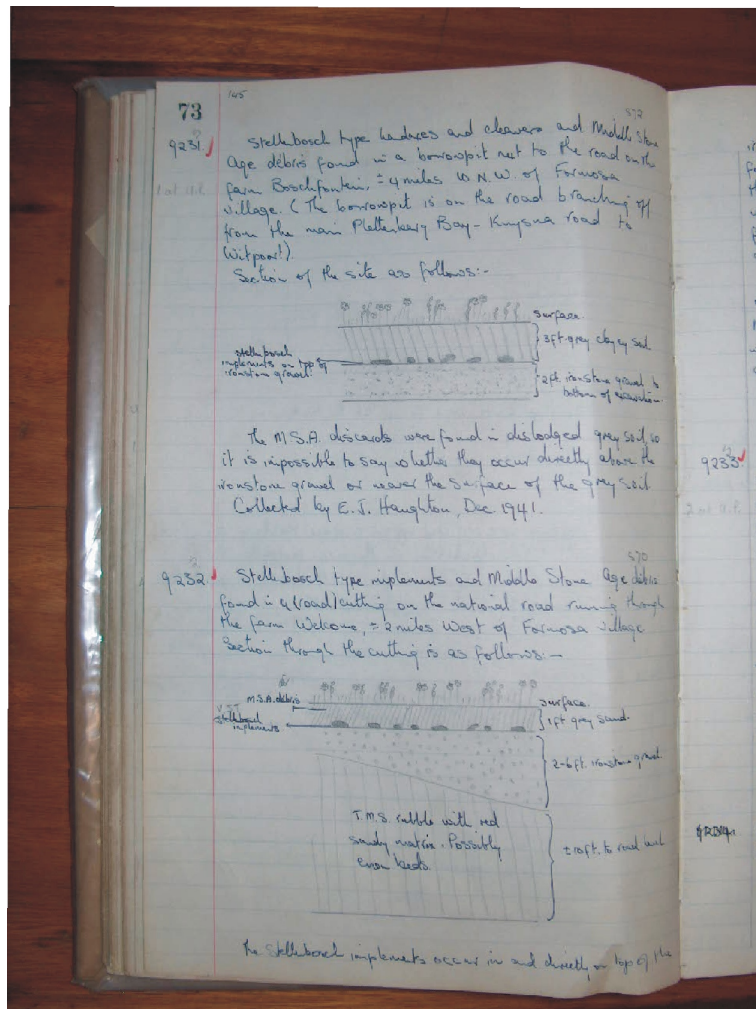 73
145
572
9231
Stellenbosch type handaxes and cleavers and Middle Stone
Age debris found in a borrowpit next to the road on the
farm Boschfontein, ± 4 miles N.W. of Formosa
village. (The borrowpit is on the road branching off
from the main Plettenberg Bay - Knysna road to
Witpoort).
Section of the site as follows:-
surface
3ft. grey clayey soil
Stellenbosch
implements on top of
ironstone gravel
2ft. ironstone gravel to
bottom of excavation.
The M.S.A. discards were found in dislodged grey soil, so
it is impossible to say whether they occur directly above the
ironstone gravel or nearer the surface of the grey soil
Collected by E. J. Haughton, Dec 1941.
9233
570
9232
Stellenbosch type implements and Middle Stone Age debris
found in a road cutting on the national road running through
the farm Welcome, ± 2 miles West of Formosa village
Section through the cutting is as follows:-
M.S.A. debris
surface.
Stellenbosch
implements
1ft grey sand.
2-6ft. ironstone gravel
T.M.S. rubble with red
sandy matrix. Possibly
Enon beds.
± 10ft. to road level
The Stellenbosch implements occur in and directly on top of the